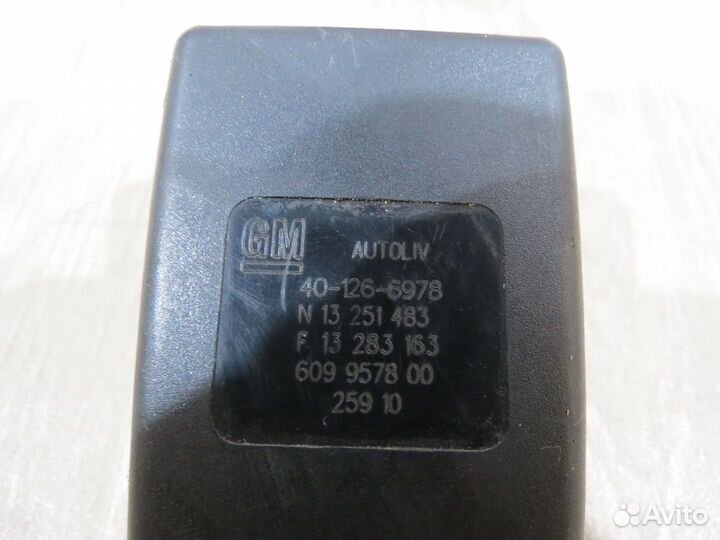 GM AUTOLIV
40-126-6978
N 13 251 483
F 13 283 163
609 9578 00
259 10
Avito